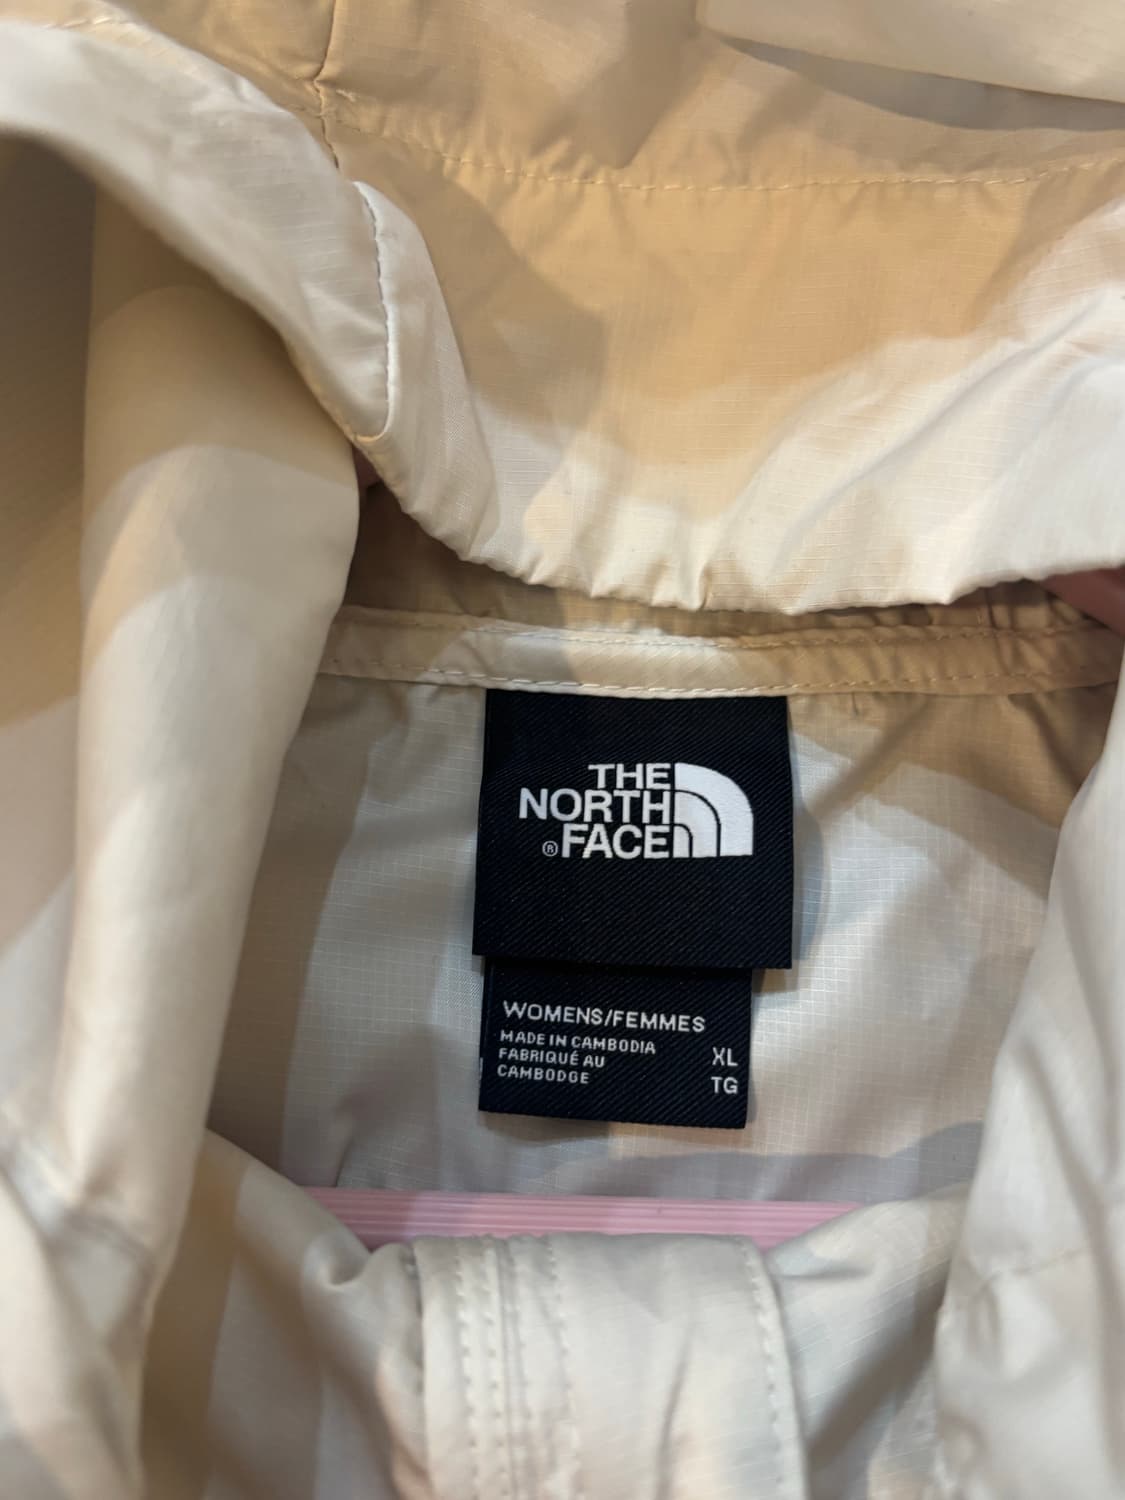 THE
NORTH
®FACE
WOMENS/FEMMES
MADE IN CAMBODIA
FABRIQUÉ AU XL
CAMBODGE TG